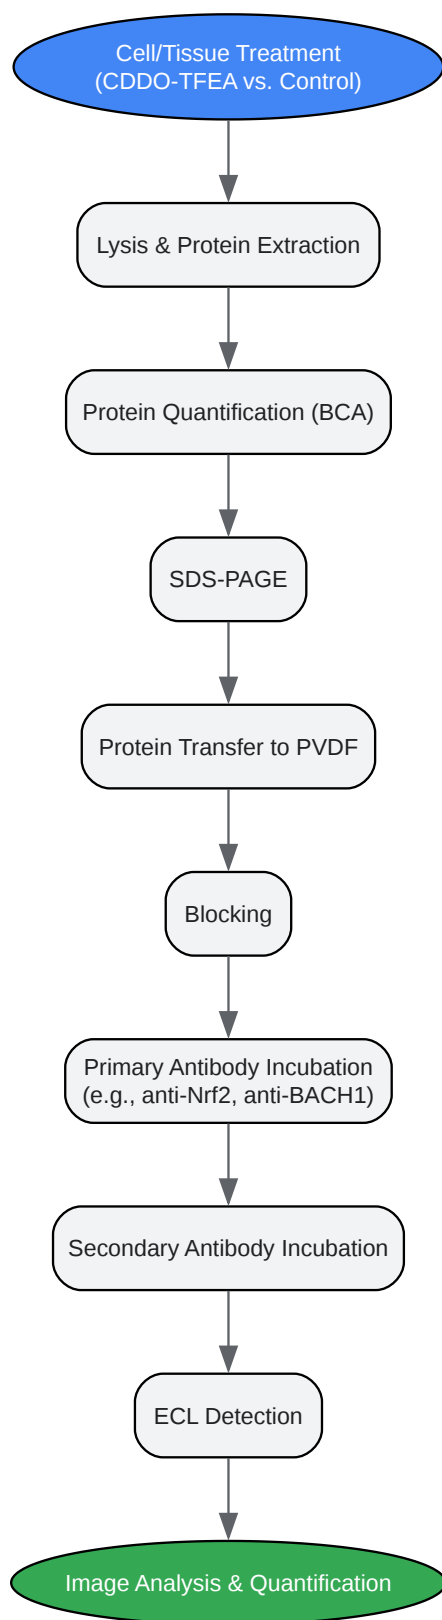 Cell/Tissue Treatment
(CDDO-TFEA vs. Control)
Lysis & Protein Extraction
Protein Quantification (BCA)
SDS-PAGE
Protein Transfer to PVDF
Blocking
Primary Antibody Incubation
(e.g., anti-Nrf2, anti-BACH1)
Secondary Antibody Incubation
ECL Detection
Image Analysis & Quantification